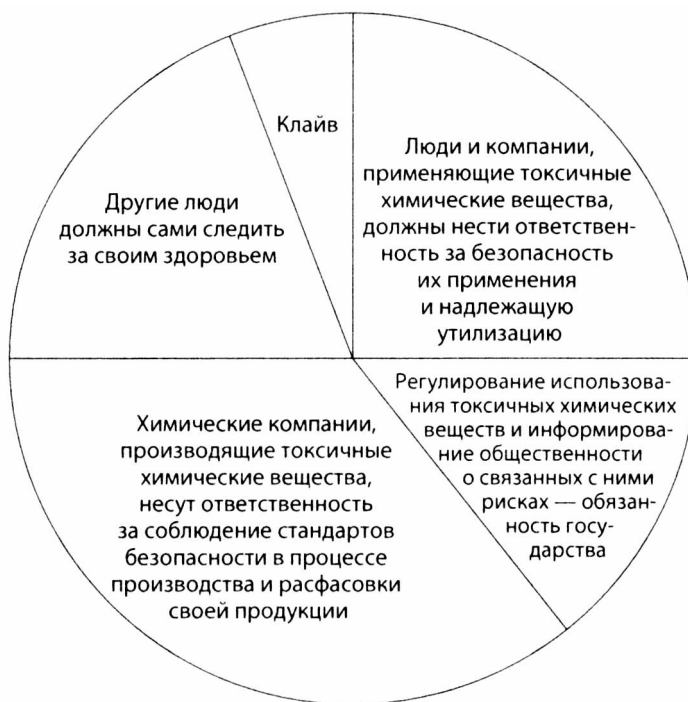 Клайв
Люди и компании,
применяющие токсичные
химические вещества,
должны нести ответствен-
ность за безопасность
их применения
и надлежащую
утилизацию
Другие люди
должны сами следить
за своим здоровьем
Регулирование использова-
ния токсичных химических
веществ и информирова-
ние общественности
о связанных с ними
рисках — обязан-
ность госу-
дарства
Химические компании,
производящие токсичные
химические вещества,
несут ответственность
за соблюдение стандартов
безопасности в процессе
производства и расфасовки
своей продукции